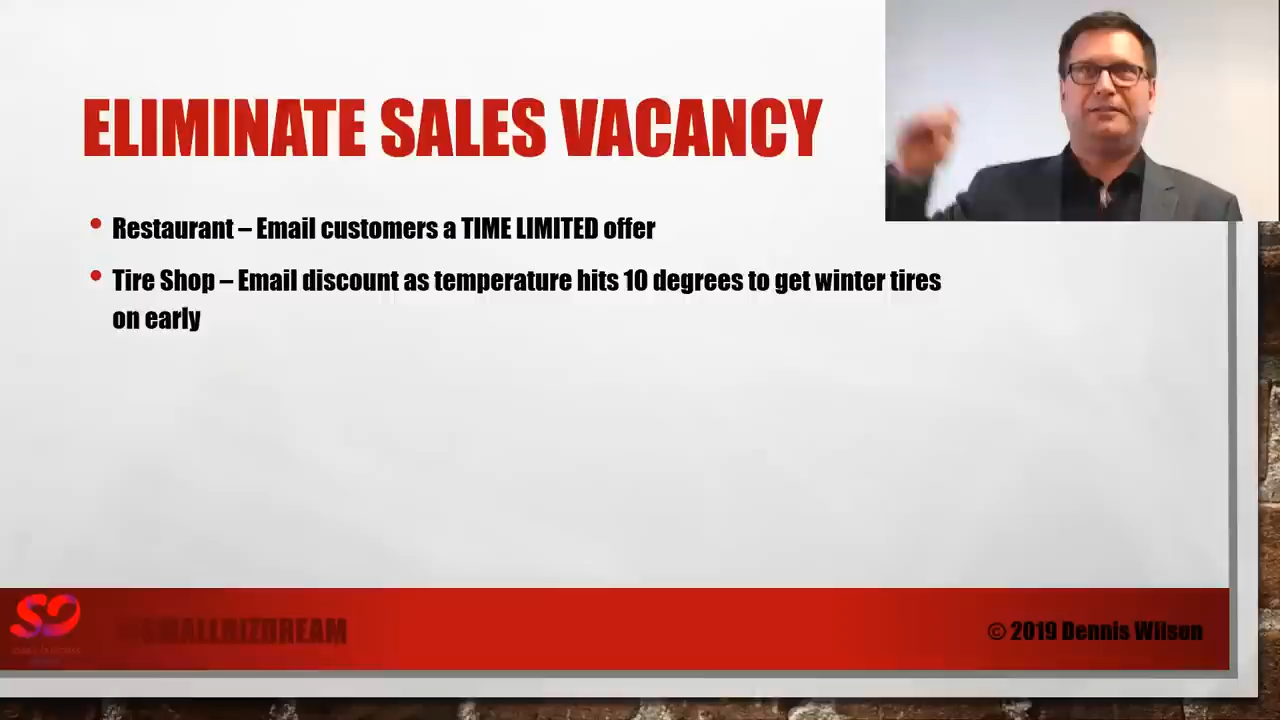 ELIMINATE SALES VACANCY
• Restaurant – Email customers a TIME LIMITED offer
• Tire Shop – Email discount as temperature hits 10 degrees to get winter tires
on early
© 2019 Dennis Wilson